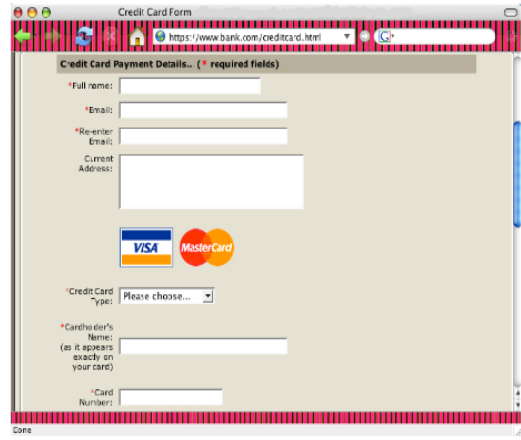 Credit Card Form
https://www.bank.com/creditcard.html
G
Credit Card Payment Details.. (* required fields)
*Full name:
*Email:
*Re-enter
Email:
Current
Address:
VISA
MasterCard
*Credit Card
Type:
Please choose...
*Cardholder's
Name:
(as it appears
exactly on
your card)
*Card
Number:
Done